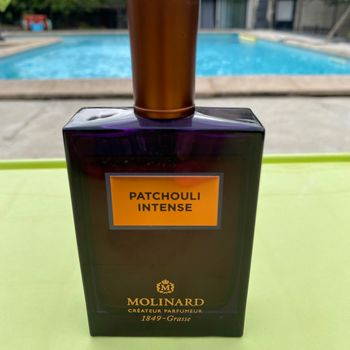 PATCHOULI
INTENSE
M
MOLINARD
CRÉATEUR PARFUMEUR
1849-Grasse